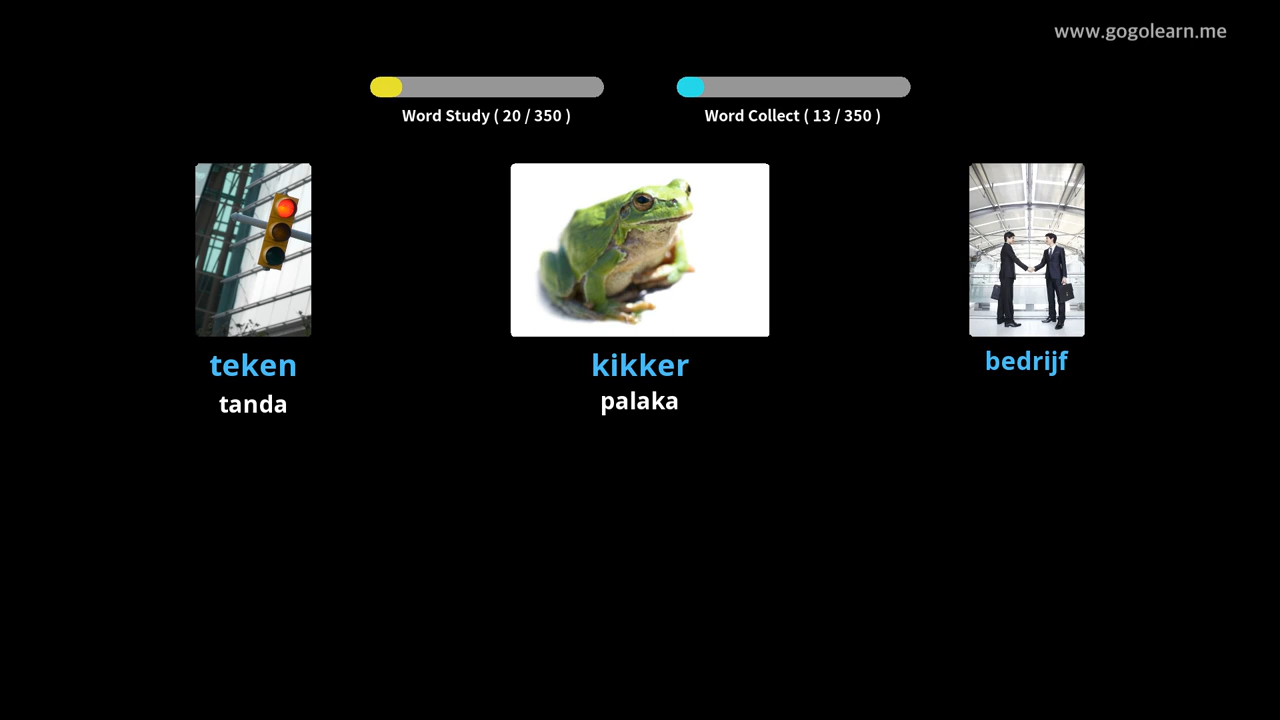 www.gogolearn.me
Word Study ( 20 / 350 )
Word Collect ( 13 / 350 )
teken
tanda
kikker
palaka
bedrijf